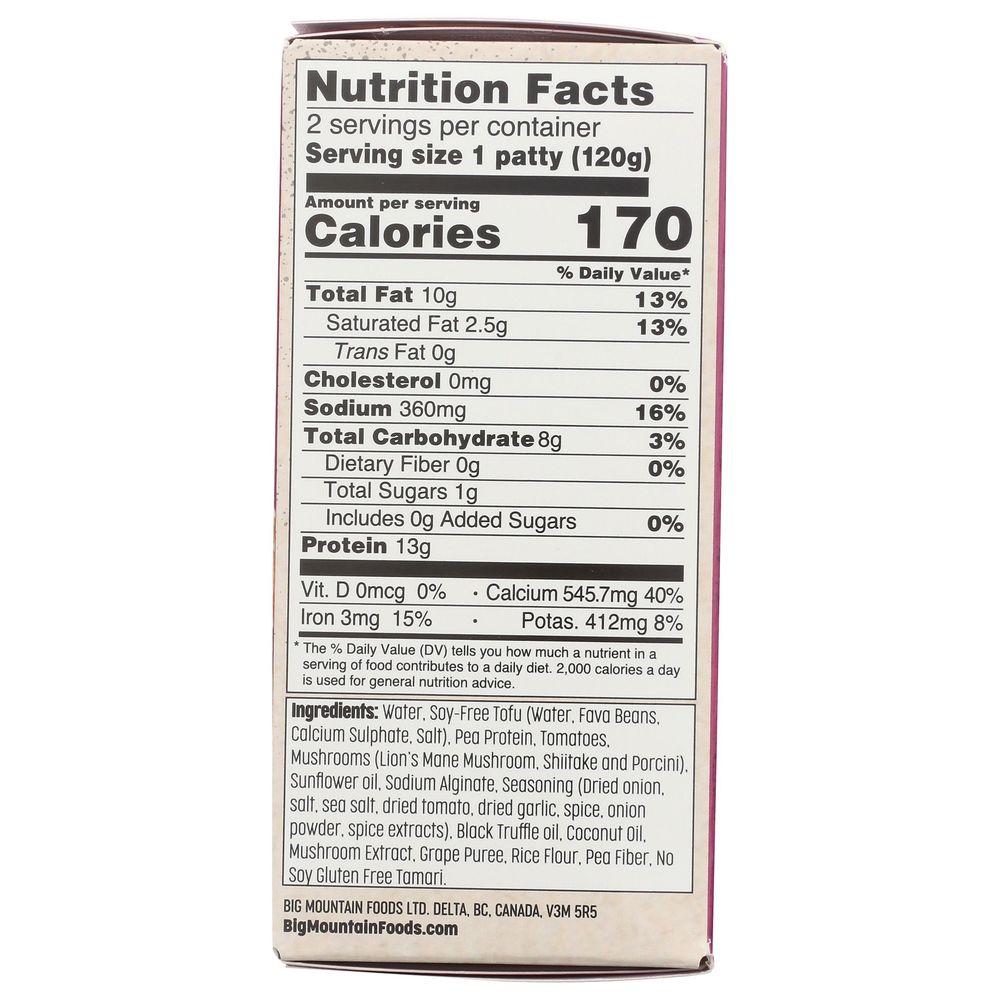 Nutrition Facts
2 servings per container
Serving size 1 patty (120g)
Amount per serving
Calories 170
% Daily Value*
Total Fat 10g 13%
Saturated Fat 2.5g 13%
Trans Fat 0g
Cholesterol 0mg 0%
Sodium 360mg 16%
Total Carbohydrate 8g 3%
Dietary Fiber 0g 0%
Total Sugars 1g
Includes 0g Added Sugars 0%
Protein 13g
Vit. D 0mcg 0% · Calcium 545.7mg 40%
Iron 3mg 15% · Potas. 412mg 8%
* The % Daily Value (DV) tells you how much a nutrient in a
serving of food contributes to a daily diet. 2,000 calories a day
is used for general nutrition advice.
Ingredients: Water, Soy-Free Tofu (Water, Fava Beans,
Calcium Sulphate, Salt), Pea Protein, Tomatoes,
Mushrooms (Lion's Mane Mushroom, Shiitake and Porcini),
Sunflower oil, Sodium Alginate, Seasoning (Dried onion,
salt, sea salt, dried tomato, dried garlic, spice, onion
powder, spice extracts), Black Truffle oil, Coconut Oil,
Mushroom Extract, Grape Puree, Rice Flour, Pea Fiber, No
Soy Gluten Free Tamari.
BIG MOUNTAIN FOODS LTD. DELTA, BC, CANADA, V3M 5R5
BigMountainFoods.com